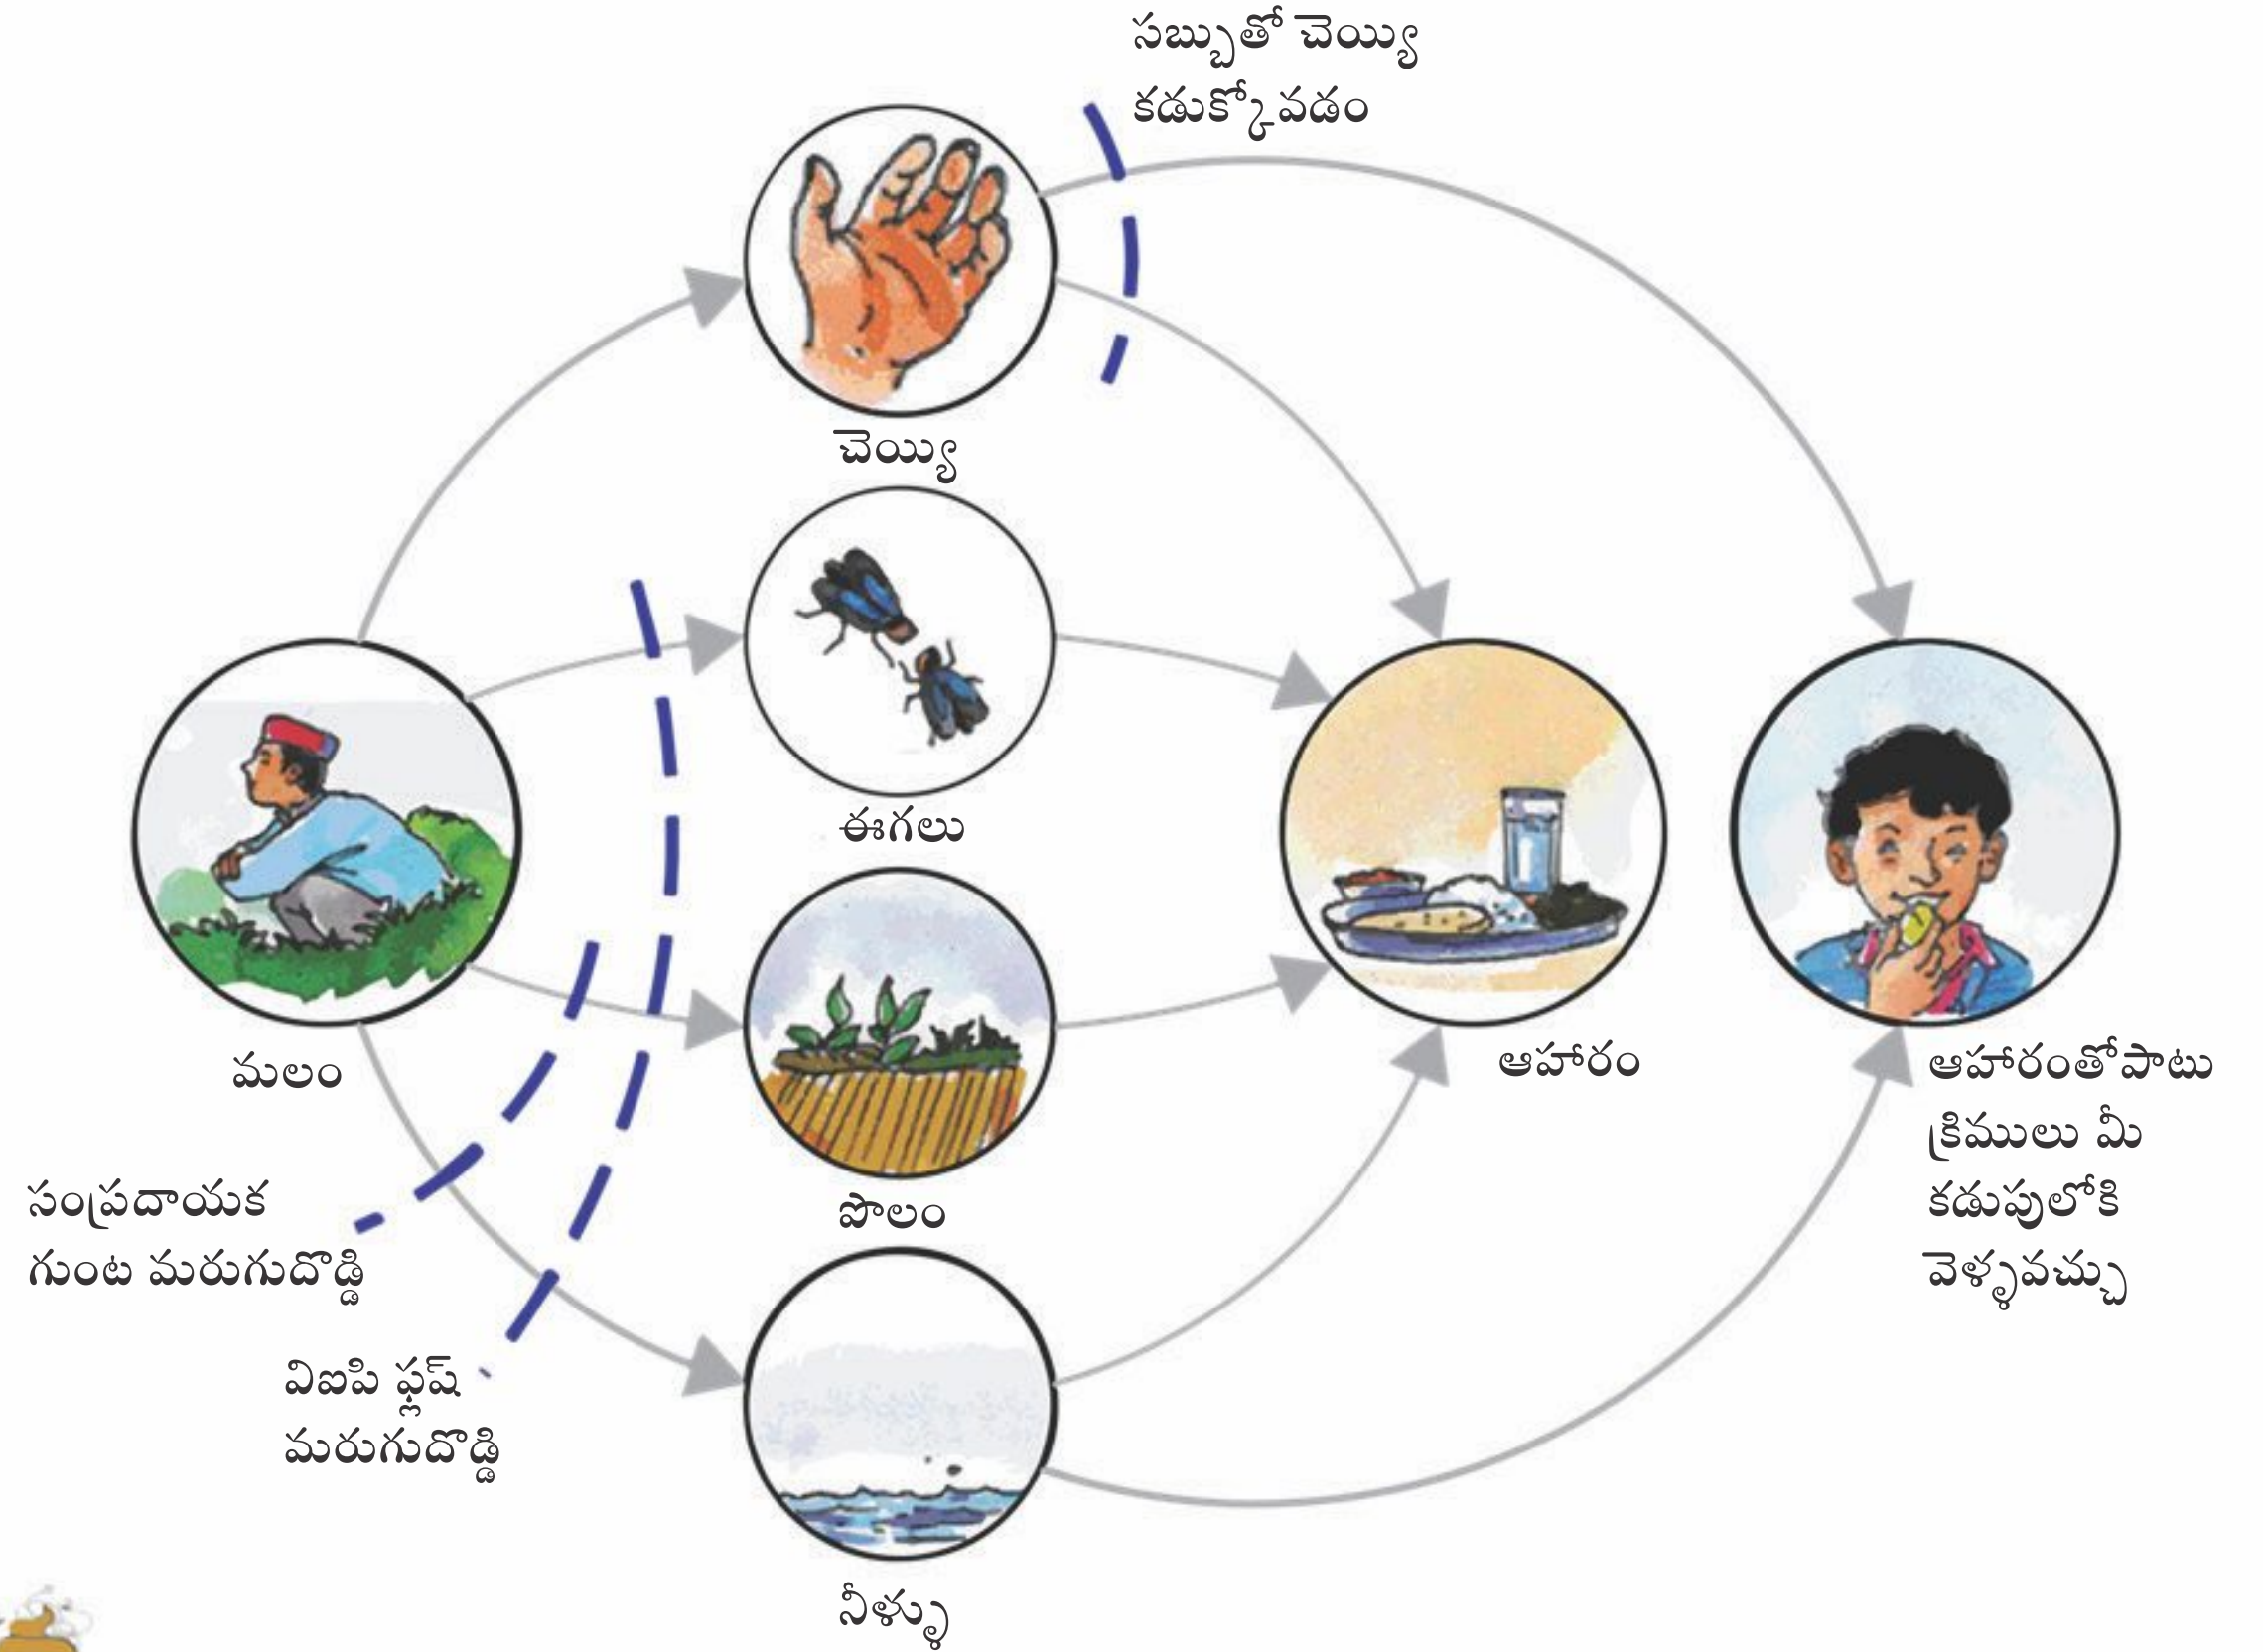 సబ్బుతో చెయ్యి
కడుక్కోవడం
చెయ్యి
ఈగలు
మలం
ఆహారం
ఆహారంతోపాటు
క్రిములు మీ
కడుపులోకి
వెళ్ళవచ్చు
సంప్రదాయక
గుంట మరుగుదొడ్డి
పొలం
విఐపి ఫ్లష్
మరుగుదొడ్డి
నీళ్ళు